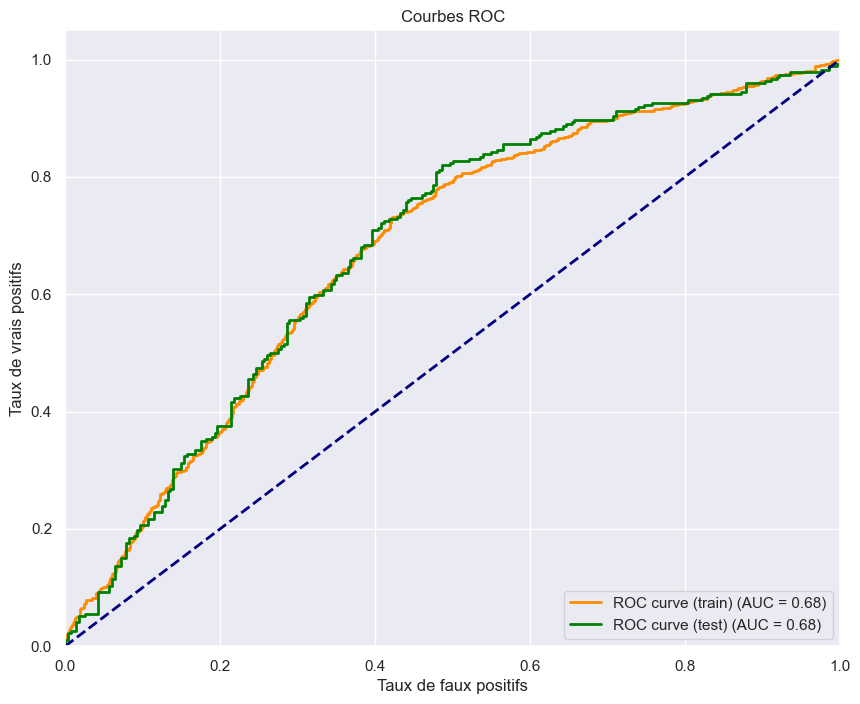 Courbes ROC
Taux de vrais positifs
1.0
0.8
0.6
0.4
0.2
0.0
0.0 0.2 0.4 0.6 0.8 1.0
Taux de faux positifs
ROC curve (train) (AUC = 0.68)
ROC curve (test) (AUC = 0.68)